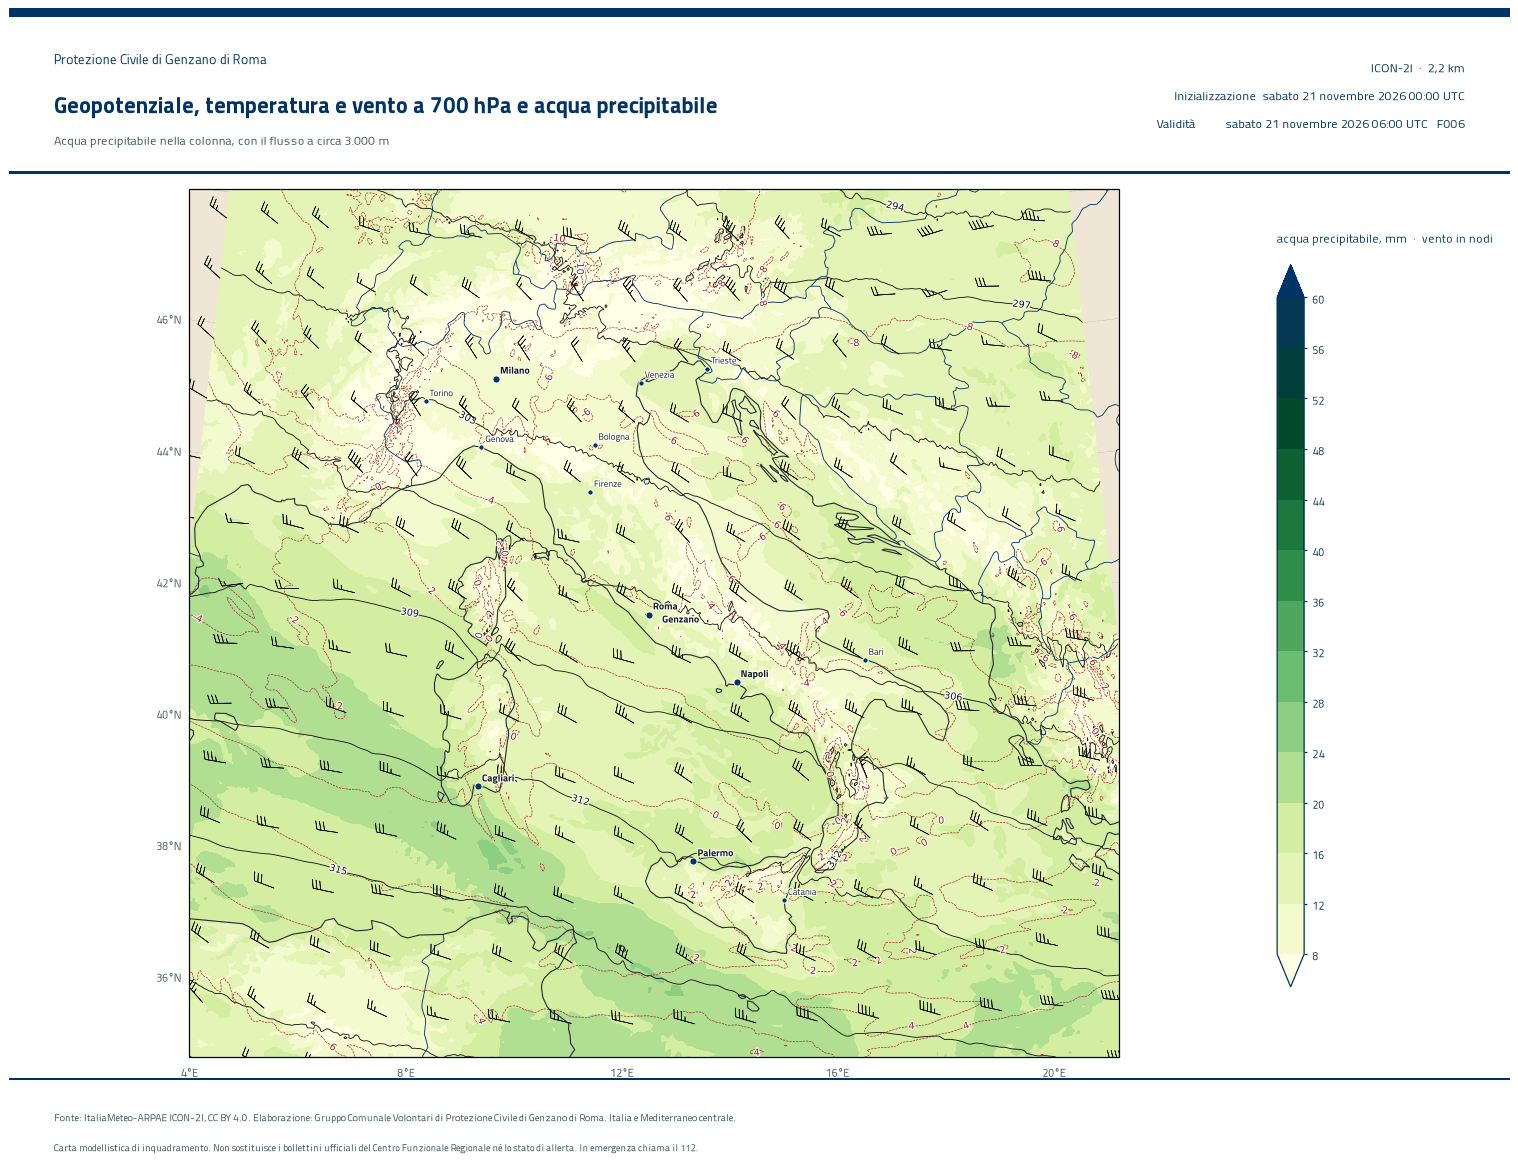 Protezione Civile di Genzano di Roma
Geopotenziale, temperatura e vento a 700 hPa e acqua precipitabile
Acqua precipitabile nella colonna, con il flusso a circa 3.000 m
ICON-2I · 2,2 km
Inizializzazione sabato 21 novembre 2026 00:00 UTC
Validità sabato 21 novembre 2026 06:00 UTC F006
acqua precipitabile, mm · vento in nodi
60
56
52
48
44
40
36
32
28
24
20
16
12
8
46°N
44°N
42°N
40°N
38°N
36°N
4°E
8°E
12°E
16°E
20°E
294
297
303
309
306
312
315
312
Milano
Torino
Venezia
Trieste
Genova
Bologna
Firenze
Roma
Genzano
Napoli
Bari
Cagliari
Palermo
Catania
Fonte: ItaliaMeteo-ARPAE ICON-2I, CC BY 4.0. Elaborazione: Gruppo Comunale Volontari di Protezione Civile di Genzano di Roma. Italia e Mediterraneo centrale.
Carta modellistica di inquadramento. Non sostituisce i bollettini ufficiali del Centro Funzionale Regionale né lo stato di allerta. In emergenza chiama il 112.